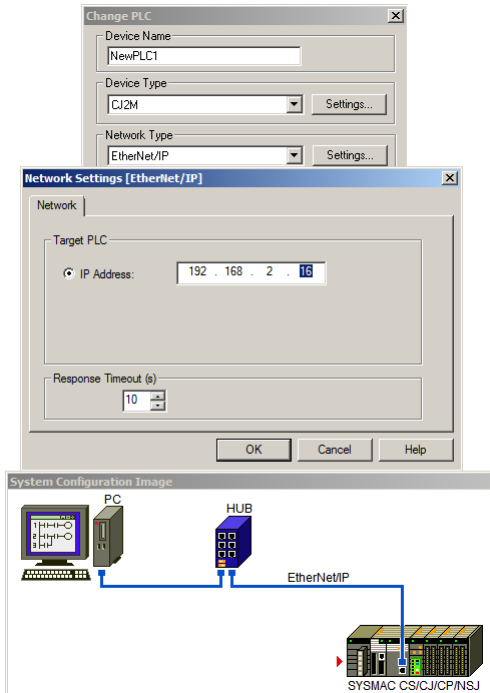 Change PLC
Device Name
NewPLC1
Device Type
CJ2M
Settings...
Network Type
EtherNet/IP
Settings...
Network Settings [EtherNet/IP]
Network
Target PLC
IP Address:
192 . 168 . 2 . 16
Response Timeout (s)
10
OK Cancel Help
System Configuration Image
PC
HUB
EtherNet/IP
SYSMAC CS/CJ/CP/NSJ